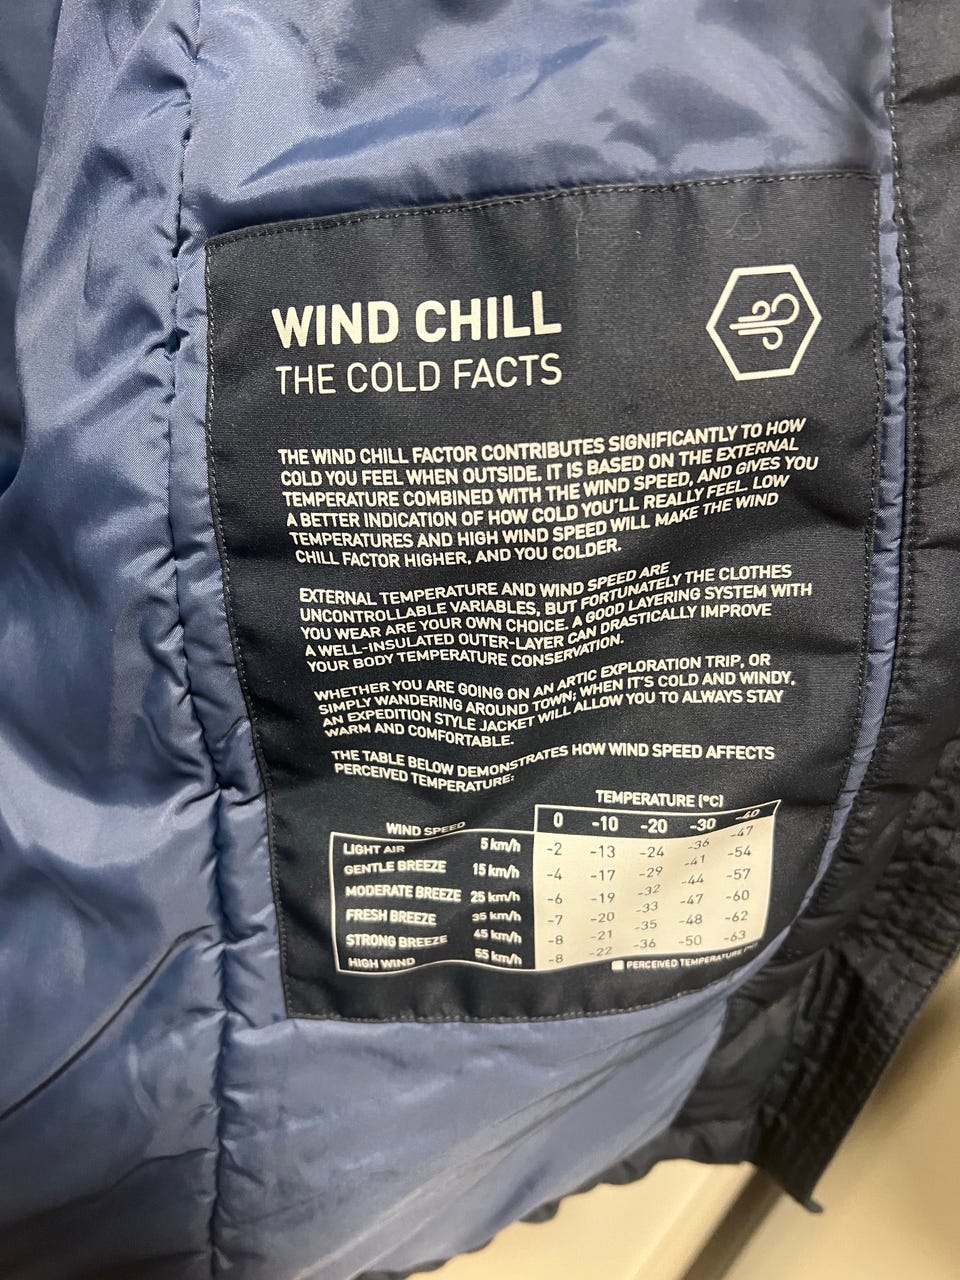 WIND CHILL
THE COLD FACTS
THE WIND CHILL FACTOR CONTRIBUTES SIGNIFICANTLY TO HOW
COLD YOU FEEL WHEN OUTSIDE. IT IS BASED ON THE EXTERNAL
TEMPERATURE COMBINED WITH THE WIND SPEED, AND GIVES YOU
A BETTER INDICATION OF HOW COLD YOU'LL REALLY FEEL. LOW
TEMPERATURES AND HIGH WIND SPEED WILL MAKE THE WIND
CHILL FACTOR HIGHER, AND YOU COLDER.
EXTERNAL TEMPERATURE AND WIND SPEED ARE
UNCONTROLLABLE VARIABLES, BUT FORTUNATELY THE CLOTHES
YOU WEAR ARE YOUR OWN CHOICE. A GOOD LAYERING SYSTEM WITH
A WELL-INSULATED OUTER-LAYER CAN DRASTICALLY IMPROVE
YOUR BODY TEMPERATURE CONSERVATION.
WHETHER YOU ARE GOING ON AN ARTIC EXPLORATION TRIP, OR
SIMPLY WANDERING AROUND TOWN; WHEN IT'S COLD AND WINDY,
AN EXPEDITION STYLE JACKET WILL ALLOW YOU TO ALWAYS STAY
WARM AND COMFORTABLE.
THE TABLE BELOW DEMONSTRATES HOW WIND SPEED AFFECTS
PERCEIVED TEMPERATURE:
TEMPERATURE (°C)
WIND SPEED 0 -10 -20 -30 -40
LIGHT AIR 5 km/h -2 -13 -24 -36 -47
GENTLE BREEZE 15 km/h -4 -17 -29 -41 -54
MODERATE BREEZE 25 km/h -6 -19 -32 -44 -57
FRESH BREEZE 35 km/h -7 -20 -33 -47 -60
STRONG BREEZE 45 km/h -8 -21 -35 -48 -62
HIGH WIND 55 km/h -8 -22 -36 -50 -63
PERCEIVED TEMPERATURE (°C)